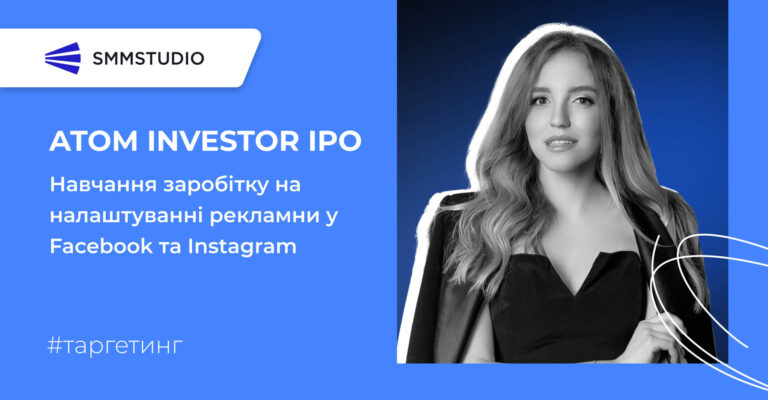 SMMSTUDIO
ATOM INVESTOR IPO
Навчання заробітку на
налаштуванні рекламни у
Facebook та Instagram
#таргетинг